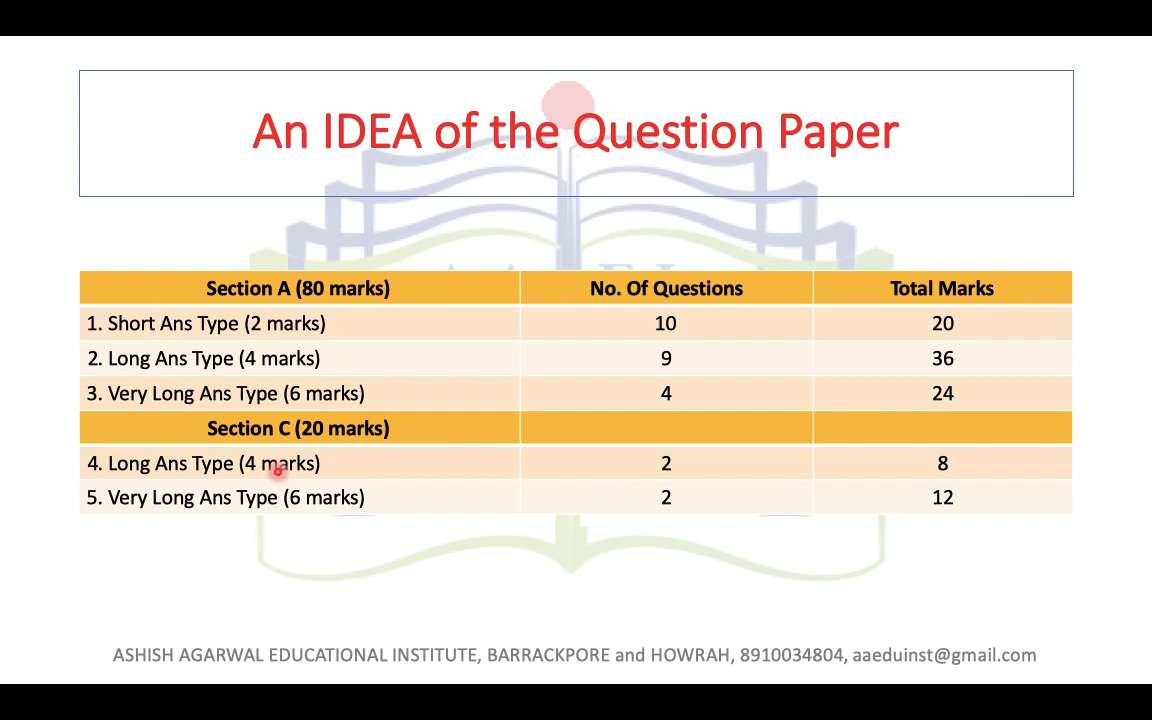 An IDEA of the Question Paper
Section A (80 marks) No. Of Questions Total Marks
1. Short Ans Type (2 marks) 10 20
2. Long Ans Type (4 marks) 9 36
3. Very Long Ans Type (6 marks) 4 24
Section C (20 marks)
4. Long Ans Type (4 marks) 2 8
5. Very Long Ans Type (6 marks) 2 12
ASHISH AGARWAL EDUCATIONAL INSTITUTE, BARRACKPORE and HOWRAH, 8910034804, aaeduinst@gmail.com